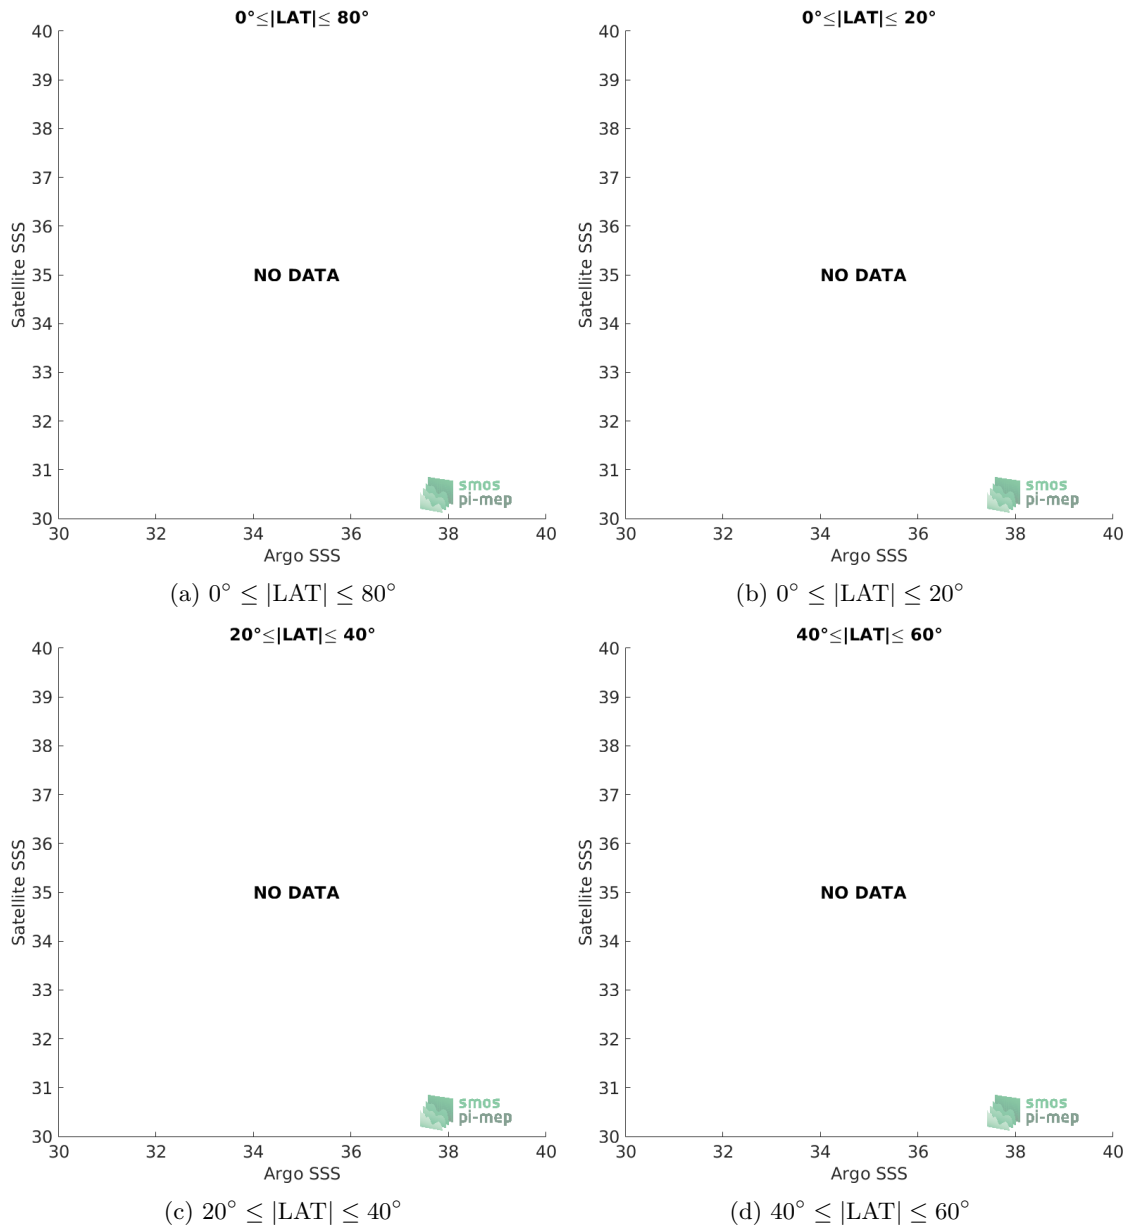 0°≤|LAT|≤ 80°
40
39
38
37
36
35
34
33
32
31
30
Satellite SSS
NO DATA
smos
pi-mep
30 32 34 36 38 40
Argo SSS
(a) 0° ≤ |LAT| ≤ 80°
0°≤|LAT|≤ 20°
40
39
38
37
36
35
34
33
32
31
30
Satellite SSS
NO DATA
smos
pi-mep
30 32 34 36 38 40
Argo SSS
(b) 0° ≤ |LAT| ≤ 20°
20°≤|LAT|≤ 40°
40
39
38
37
36
35
34
33
32
31
30
Satellite SSS
NO DATA
smos
pi-mep
30 32 34 36 38 40
Argo SSS
(c) 20° ≤ |LAT| ≤ 40°
40°≤|LAT|≤ 60°
40
39
38
37
36
35
34
33
32
31
30
Satellite SSS
NO DATA
smos
pi-mep
30 32 34 36 38 40
Argo SSS
(d) 40° ≤ |LAT| ≤ 60°